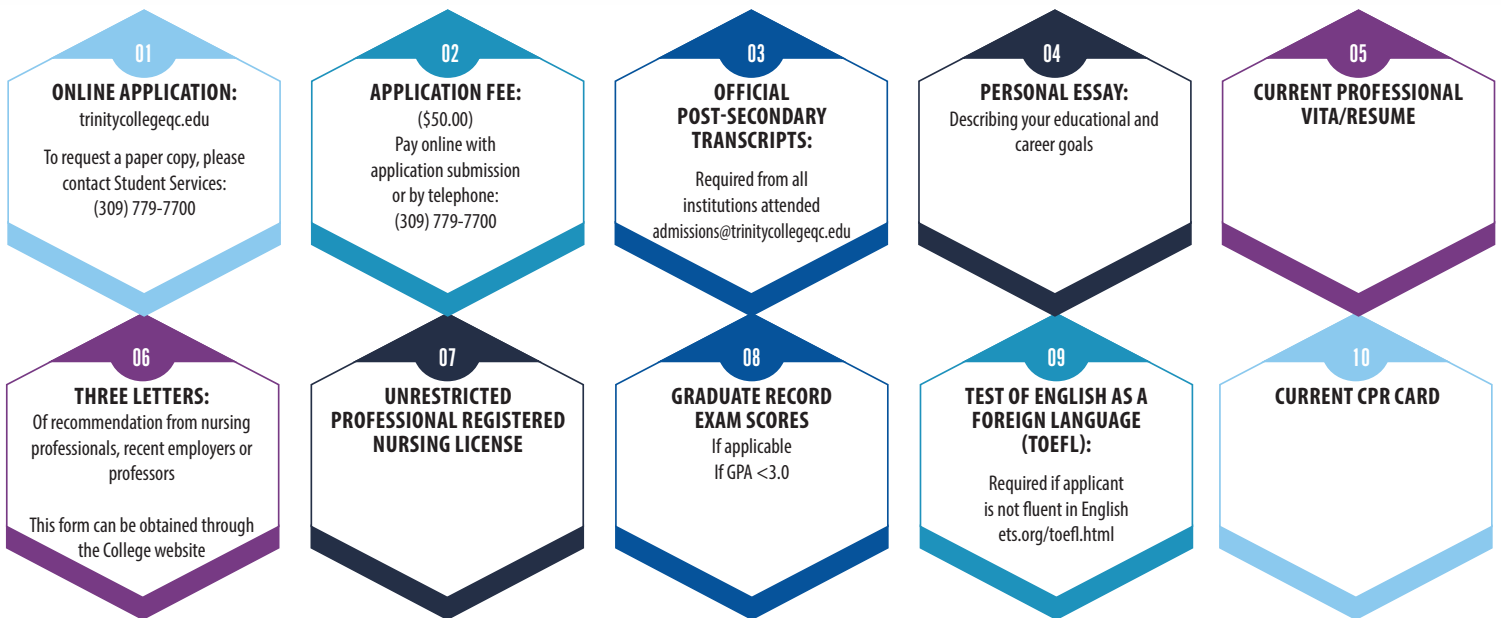 01
ONLINE APPLICATION:
trinitycollegeqc.edu
To request a paper copy, please
contact Student Services:
(309) 779-7700
02
APPLICATION FEE:
($50.00)
Pay online with
application submission
or by telephone:
(309) 779-7700
03
OFFICIAL
POST-SECONDARY
TRANSCRIPTS:
Required from all
institutions attended
admissions@trinitycollegeqc.edu
04
PERSONAL ESSAY:
Describing your educational and
career goals
05
CURRENT PROFESSIONAL
VITA/RESUME
06
THREE LETTERS:
Of recommendation from nursing
professionals, recent employers or
professors
This form can be obtained through
the College website
07
UNRESTRICTED
PROFESSIONAL REGISTERED
NURSING LICENSE
08
GRADUATE RECORD
EXAM SCORES
If applicable
If GPA <3.0
09
TEST OF ENGLISH AS A
FOREIGN LANGUAGE
(TOEFL):
Required if applicant
is not fluent in English
ets.org/toefl.html
10
CURRENT CPR CARD